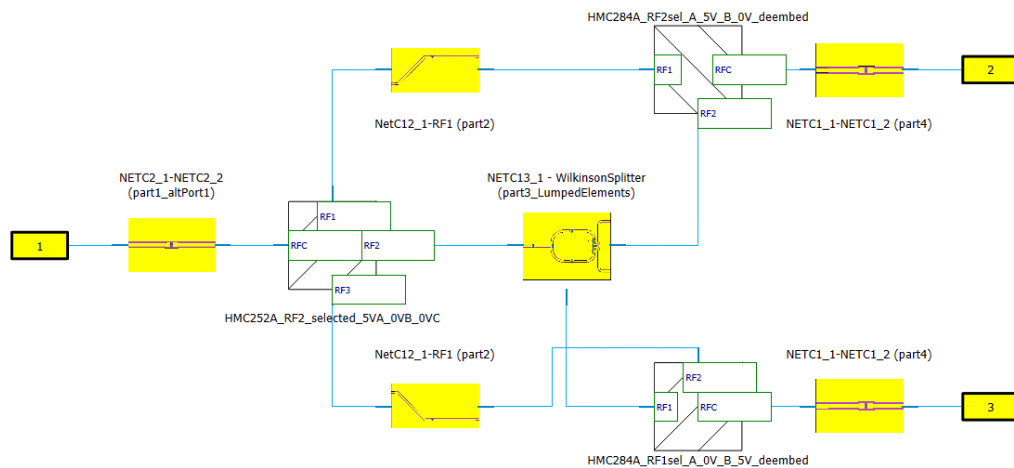 HMC284A_RF2sel_A_5V_B_0V_deembed
RF1
RFC
2
RF2
NetC12_1-RF1 (part2)
NETC1_1-NETC1_2 (part4)
NETC2_1-NETC2_2
(part1_altPort1)
NETC13_1 - WilkinsonSplitter
(part3_LumpedElements)
RF1
1
RFC
RF2
RF3
HMC252A_RF2_selected_5VA_0VB_0VC
NetC12_1-RF1 (part2)
NETC1_1-NETC1_2 (part4)
RF2
RF1
RFC
3
HMC284A_RF1sel_A_0V_B_5V_deembed